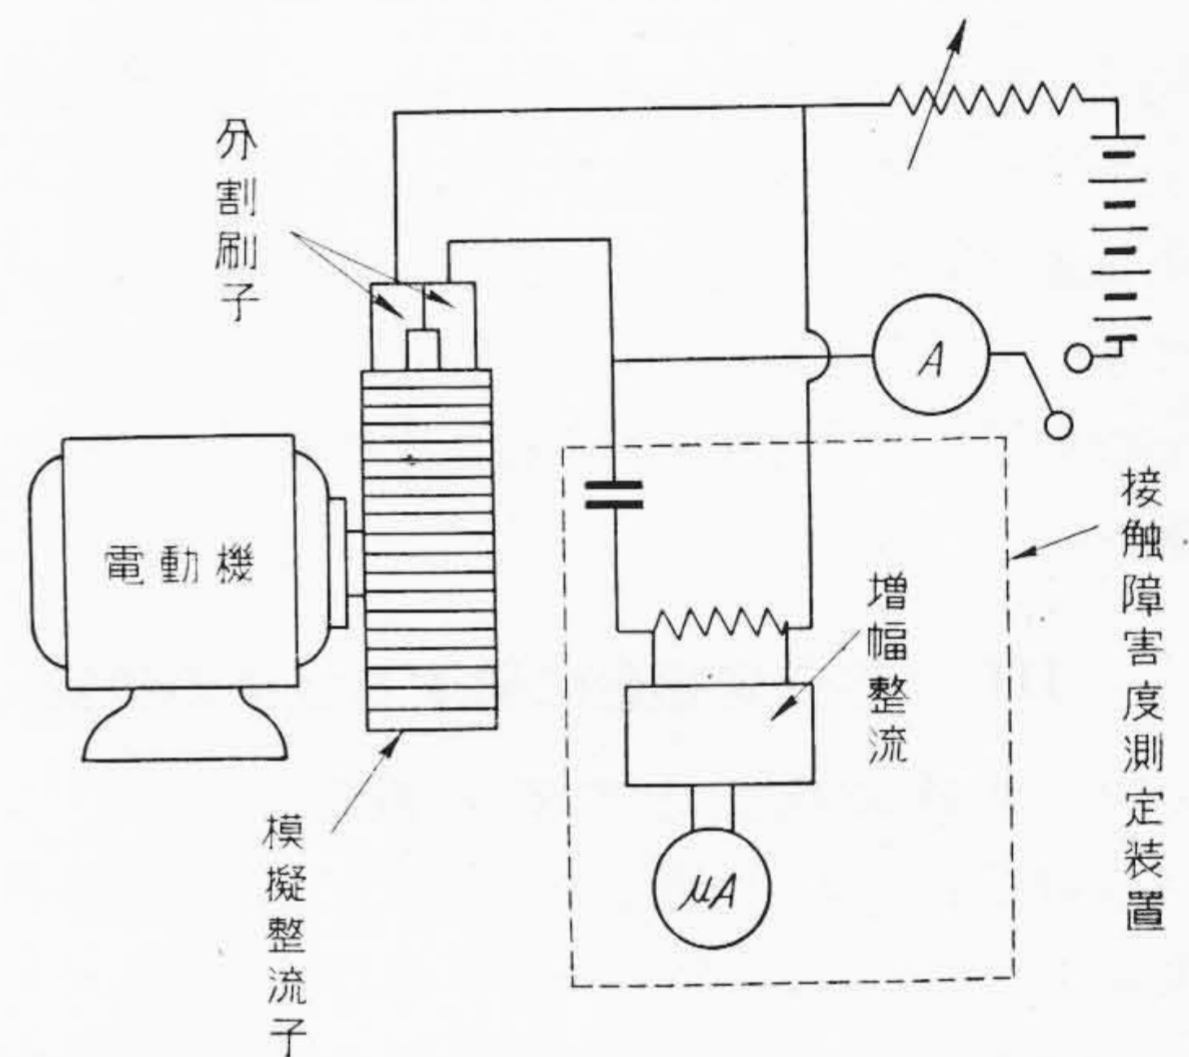 分割刷子
A
電動機
増幅整流
接触障害度測定装置
μA
模擬整流子